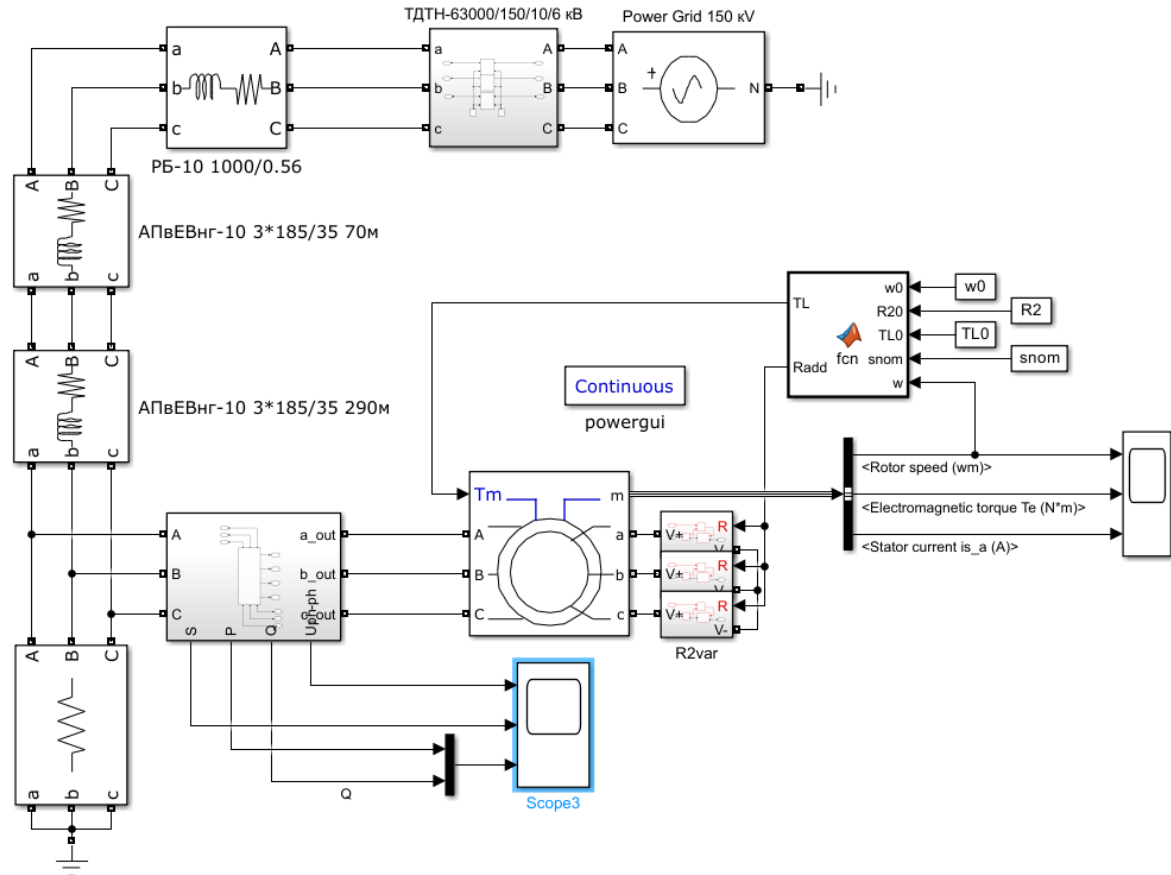 ТДТН-63000/150/10/6 кВ
Power Grid 150 кV
a A a A A
b B b B B N
c C c C C
РБ-10 1000/0.56
A B C
АПвЕВнг-10 3*185/35 70м
a b c
w0 w0
TL
R20 R2
TL0 TL0
fcn
snom snom
Radd
w
A B C
Continuous
АПвЕВнг-10 3*185/35 290м
powergui
a b c
<Rotor speed (wm)>
Tm m
<Electromagnetic torque Te (N*m)>
A a_out A a V+ R
<Stator current is_a (A)>
B b_out B b V+ R
C c_out C c V+ R
S P Q Uph-ph
V-
R2var
A B C
Q
Scope3
a b c